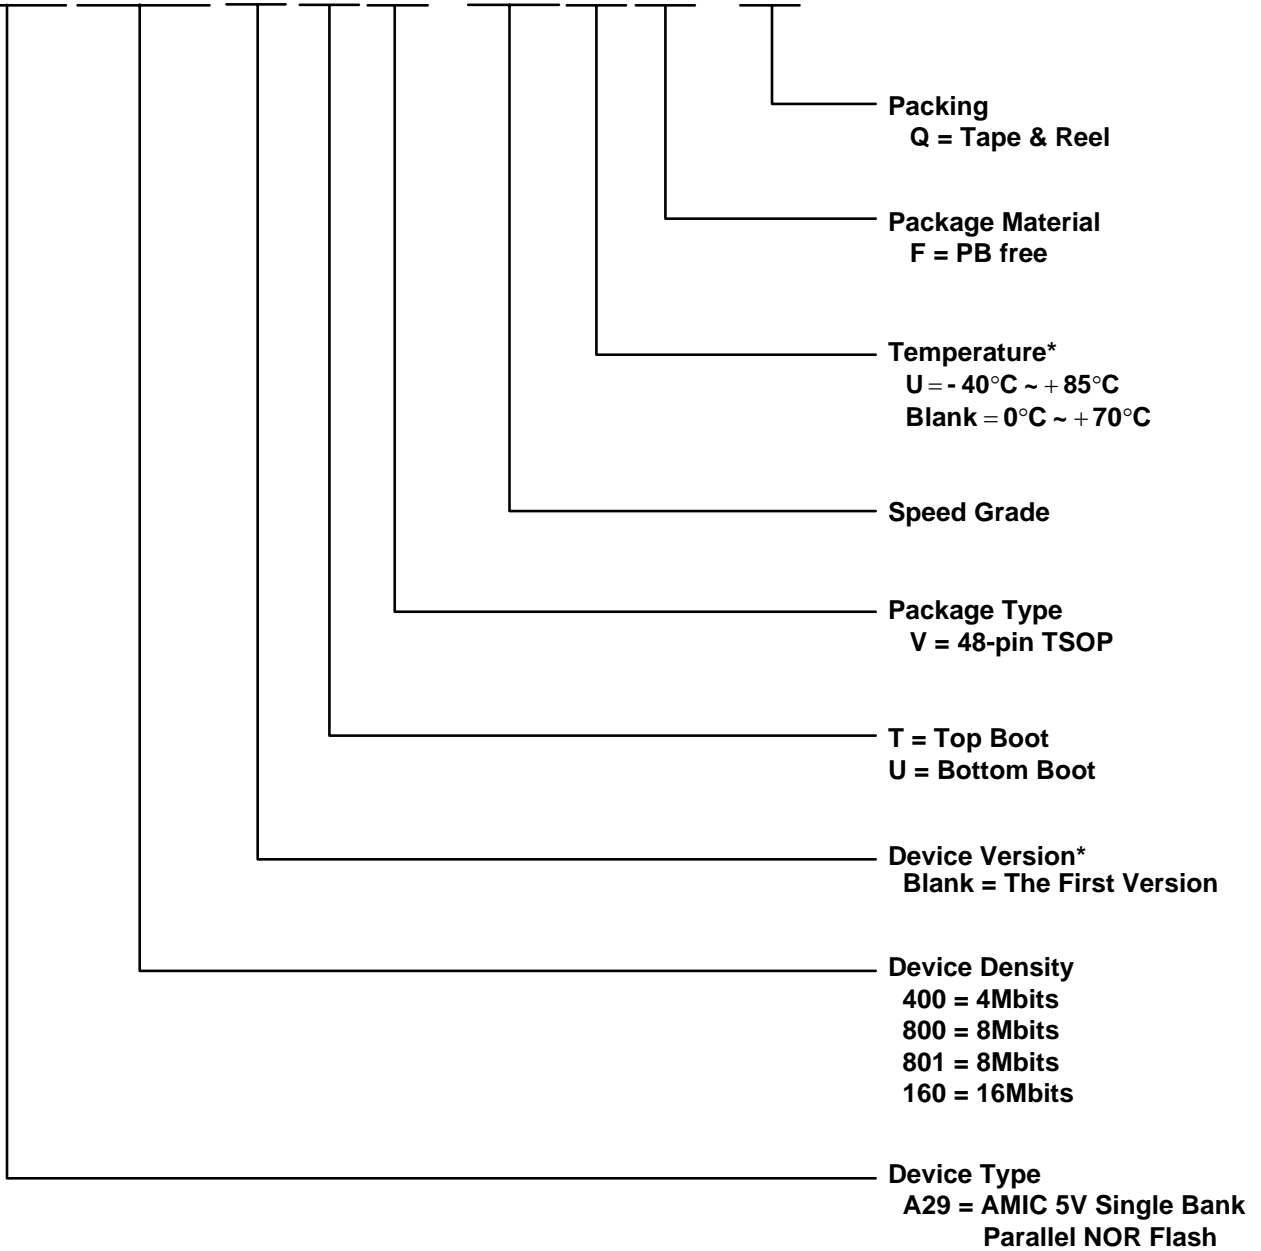 Packing
Q = Tape & Reel
Package Material
F = PB free
Temperature*
U = - 40°C ~ + 85°C
Blank = 0°C ~ +70°C
Speed Grade
Package Type
V = 48-pin TSOP
T = Top Boot
U = Bottom Boot
Device Version*
Blank = The First Version
Device Density
400 = 4Mbits
800 = 8Mbits
801 = 8Mbits
160 = 16Mbits
Device Type
A29 = AMIC 5V Single Bank
Parallel NOR Flash